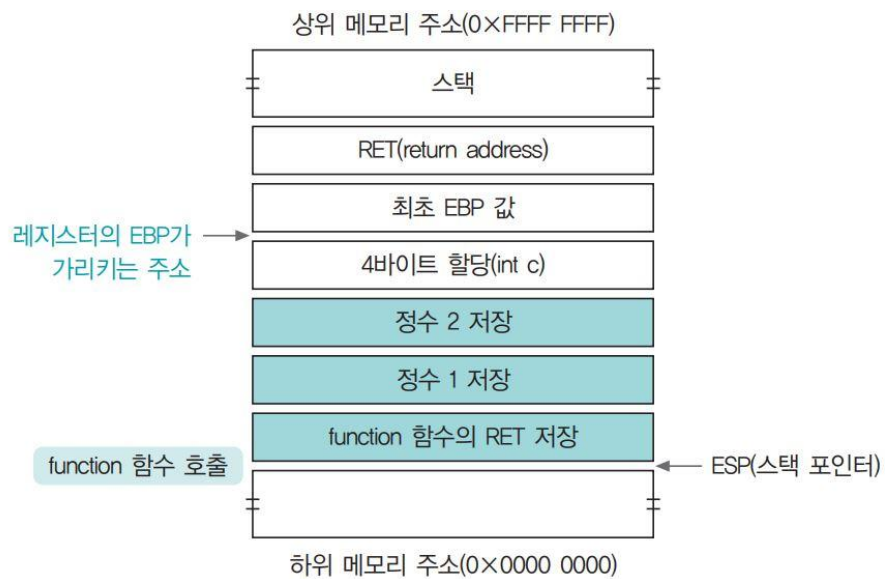 상위 메모리 주소(0×FFFF FFFF)
스택
RET(return address)
최초 EBP 값
레지스터의 EBP가
가리키는 주소
4바이트 할당(int c)
정수 2 저장
정수 1 저장
function 함수의 RET 저장
function 함수 호출
ESP(스택 포인터)
하위 메모리 주소(0×0000 0000)